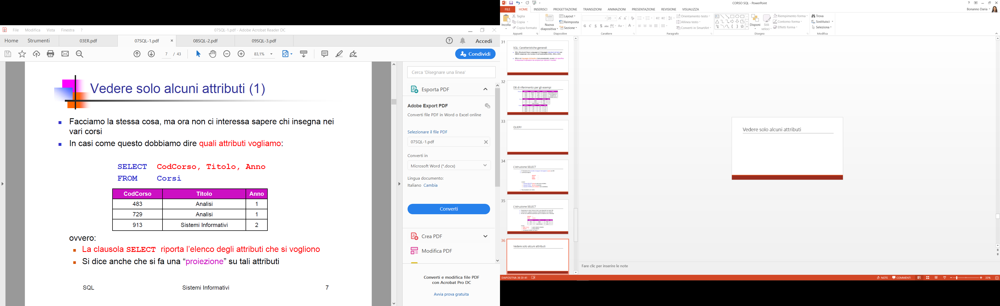 File Modifica Vista Finestra ?
07SQL-1.pdf - Adobe Acrobat Reader DC
Home Strumenti 03ER.pdf 07SQL-1.pdf × 08SQL-2.pdf 09SQL-3.pdf Accedi
7 / 43 83,1% Condividi
Vedere solo alcuni attributi (1)
Facciamo la stessa cosa, ma ora non ci interessa sapere chi insegna nei
vari corsi
In casi come questo dobbiamo dire quali attributi vogliamo:
SELECT CodCorso, Titolo, Anno
FROM Corsi
CodCorso Titolo Anno
483 Analisi 1
729 Analisi 1
913 Sistemi Informativi 2
ovvero:
La clausola SELECT riporta l'elenco degli attributi che si vogliono
Si dice anche che si fa una “proiezione” su tali attributi
SQL Sistemi Informativi 7
Cerca 'Disegnare una linea'
Esporta PDF
Adobe Export PDF
Converti file PDF in Word o Excel online
Selezionare il file PDF
07SQL-1.pdf
Converti in
Microsoft Word (*.docx)
Lingua documento:
Italiano Cambia
Converti
Crea PDF
Modifica PDF
Converti e modifica file PDF
con Acrobat Pro DC
Avvia prova gratuita
CORSO SQL - PowerPoint
FILE HOME INSERISCI PROGETTAZIONE TRANSIZIONI ANIMAZIONI PRESENTAZIONE REVISIONE VISUALIZZA
Bonanno Daria
Incolla
Taglia
Copia
Copia formato
Appunti
Nuova
diapositiva
Layout
Reimposta
Sezione
Diapositive
20
G C S S abc AV Aa A
Carattere
Orientamento testo
Allinea testo
Converti in SmartArt
Paragrafo
Disponi
Stili
veloci
Riempimento forma
Contorno forma
Effetti forma
Disegno
Trova
Sostituisci
Seleziona
Modifica
31
SQL: Caratteristiche generali
32
DB di riferimento per gli esempi
33
QUERY
34
L'istruzione SELECT
35
L'istruzione SELECT
36
Vedere solo alcuni attributi
Vedere solo alcuni attributi
Fare clic per inserire le note
DIAPOSITIVA 36 DI 41
NOTE COMMENTI 33%